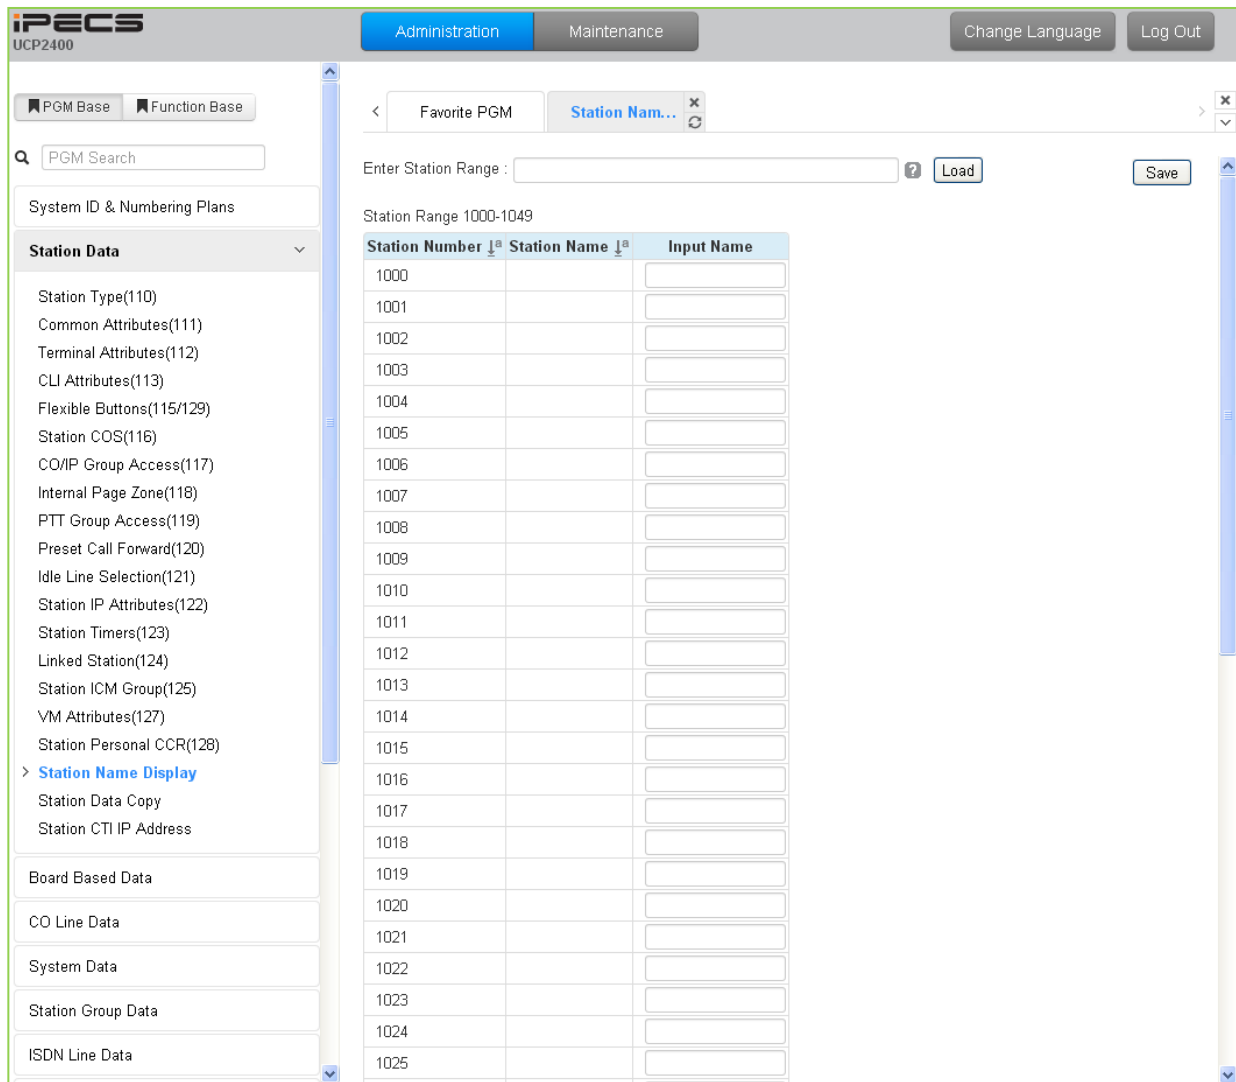 iPECS
UCP2400
Administration
Maintenance
Change Language
Log Out
PGM Base
Function Base
PGM Search
System ID & Numbering Plans
Station Data
Station Type(110)
Common Attributes(111)
Terminal Attributes(112)
CLI Attributes(113)
Flexible Buttons(115/129)
Station COS(116)
CO/IP Group Access(117)
Internal Page Zone(118)
PTT Group Access(119)
Preset Call Forward(120)
Idle Line Selection(121)
Station IP Attributes(122)
Station Timers(123)
Linked Station(124)
Station ICM Group(125)
VM Attributes(127)
Station Personal CCR(128)
Station Name Display
Station Data Copy
Station CTI IP Address
Board Based Data
CO Line Data
System Data
Station Group Data
ISDN Line Data
Favorite PGM
Station Nam...
Enter Station Range :
?
Load
Save
Station Range 1000-1049
Station Number Station Name Input Name
1000
1001
1002
1003
1004
1005
1006
1007
1008
1009
1010
1011
1012
1013
1014
1015
1016
1017
1018
1019
1020
1021
1022
1023
1024
1025